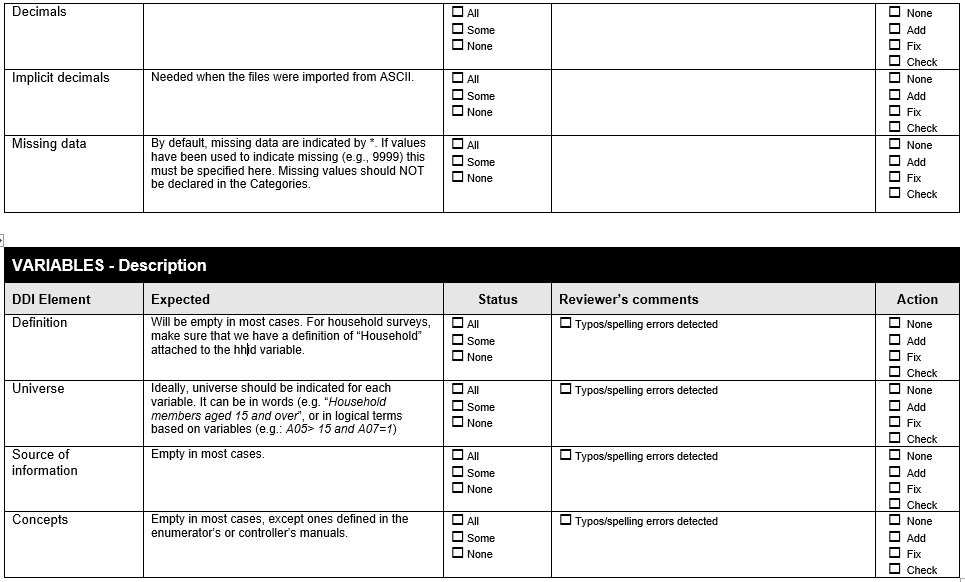 Decimals
☐ All
☐ Some
☐ None
☐ None
☐ Add
☐ Fix
☐ Check
Implicit decimals
Needed when the files were imported from ASCII.
☐ All
☐ Some
☐ None
☐ None
☐ Add
☐ Fix
☐ Check
Missing data
By default, missing data are indicated by *. If values
have been used to indicate missing (e.g., 9999) this
must be specified here. Missing values should NOT
be declared in the Categories.
☐ All
☐ Some
☐ None
☐ None
☐ Add
☐ Fix
☐ Check
VARIABLES - Description
DDI Element
Expected
Status
Reviewer's comments
Action
Definition
Will be empty in most cases. For household surveys,
make sure that we have a definition of "Household"
attached to the hhid variable.
☐ All
☐ Some
☐ None
☐ Typos/spelling errors detected
☐ None
☐ Add
☐ Fix
☐ Check
Universe
Ideally, universe should be indicated for each
variable. It can be in words (e.g. "Household
members aged 15 and over", or in logical terms
based on variables (e.g.: A05> 15 and A07=1)
☐ All
☐ Some
☐ None
☐ Typos/spelling errors detected
☐ None
☐ Add
☐ Fix
☐ Check
Source of
information
Empty in most cases.
☐ All
☐ Some
☐ None
☐ Typos/spelling errors detected
☐ None
☐ Add
☐ Fix
☐ Check
Concepts
Empty in most cases, except ones defined in the
enumerator's or controller's manuals.
☐ All
☐ Some
☐ None
☐ Typos/spelling errors detected
☐ None
☐ Add
☐ Fix
☐ Check